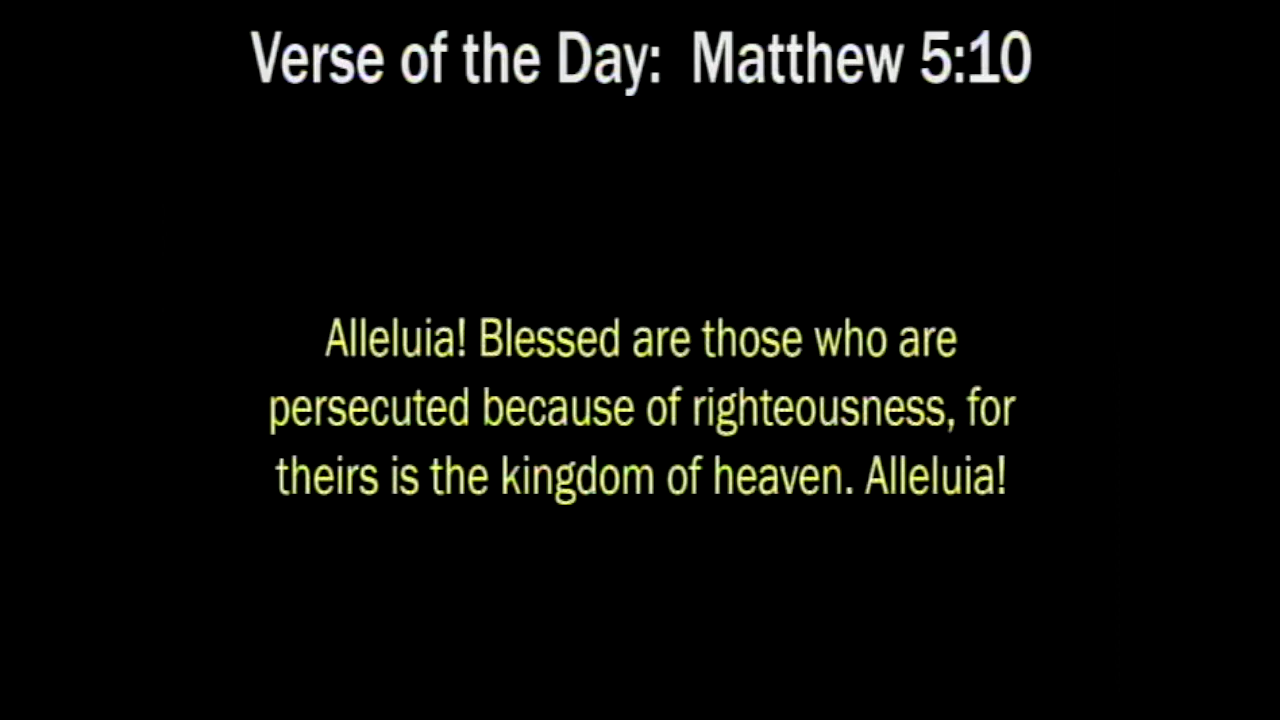 Verse of the Day:  Matthew 5:10
Alleluia! Blessed are those who are
persecuted because of righteousness, for
theirs is the kingdom of heaven. Alleluia!